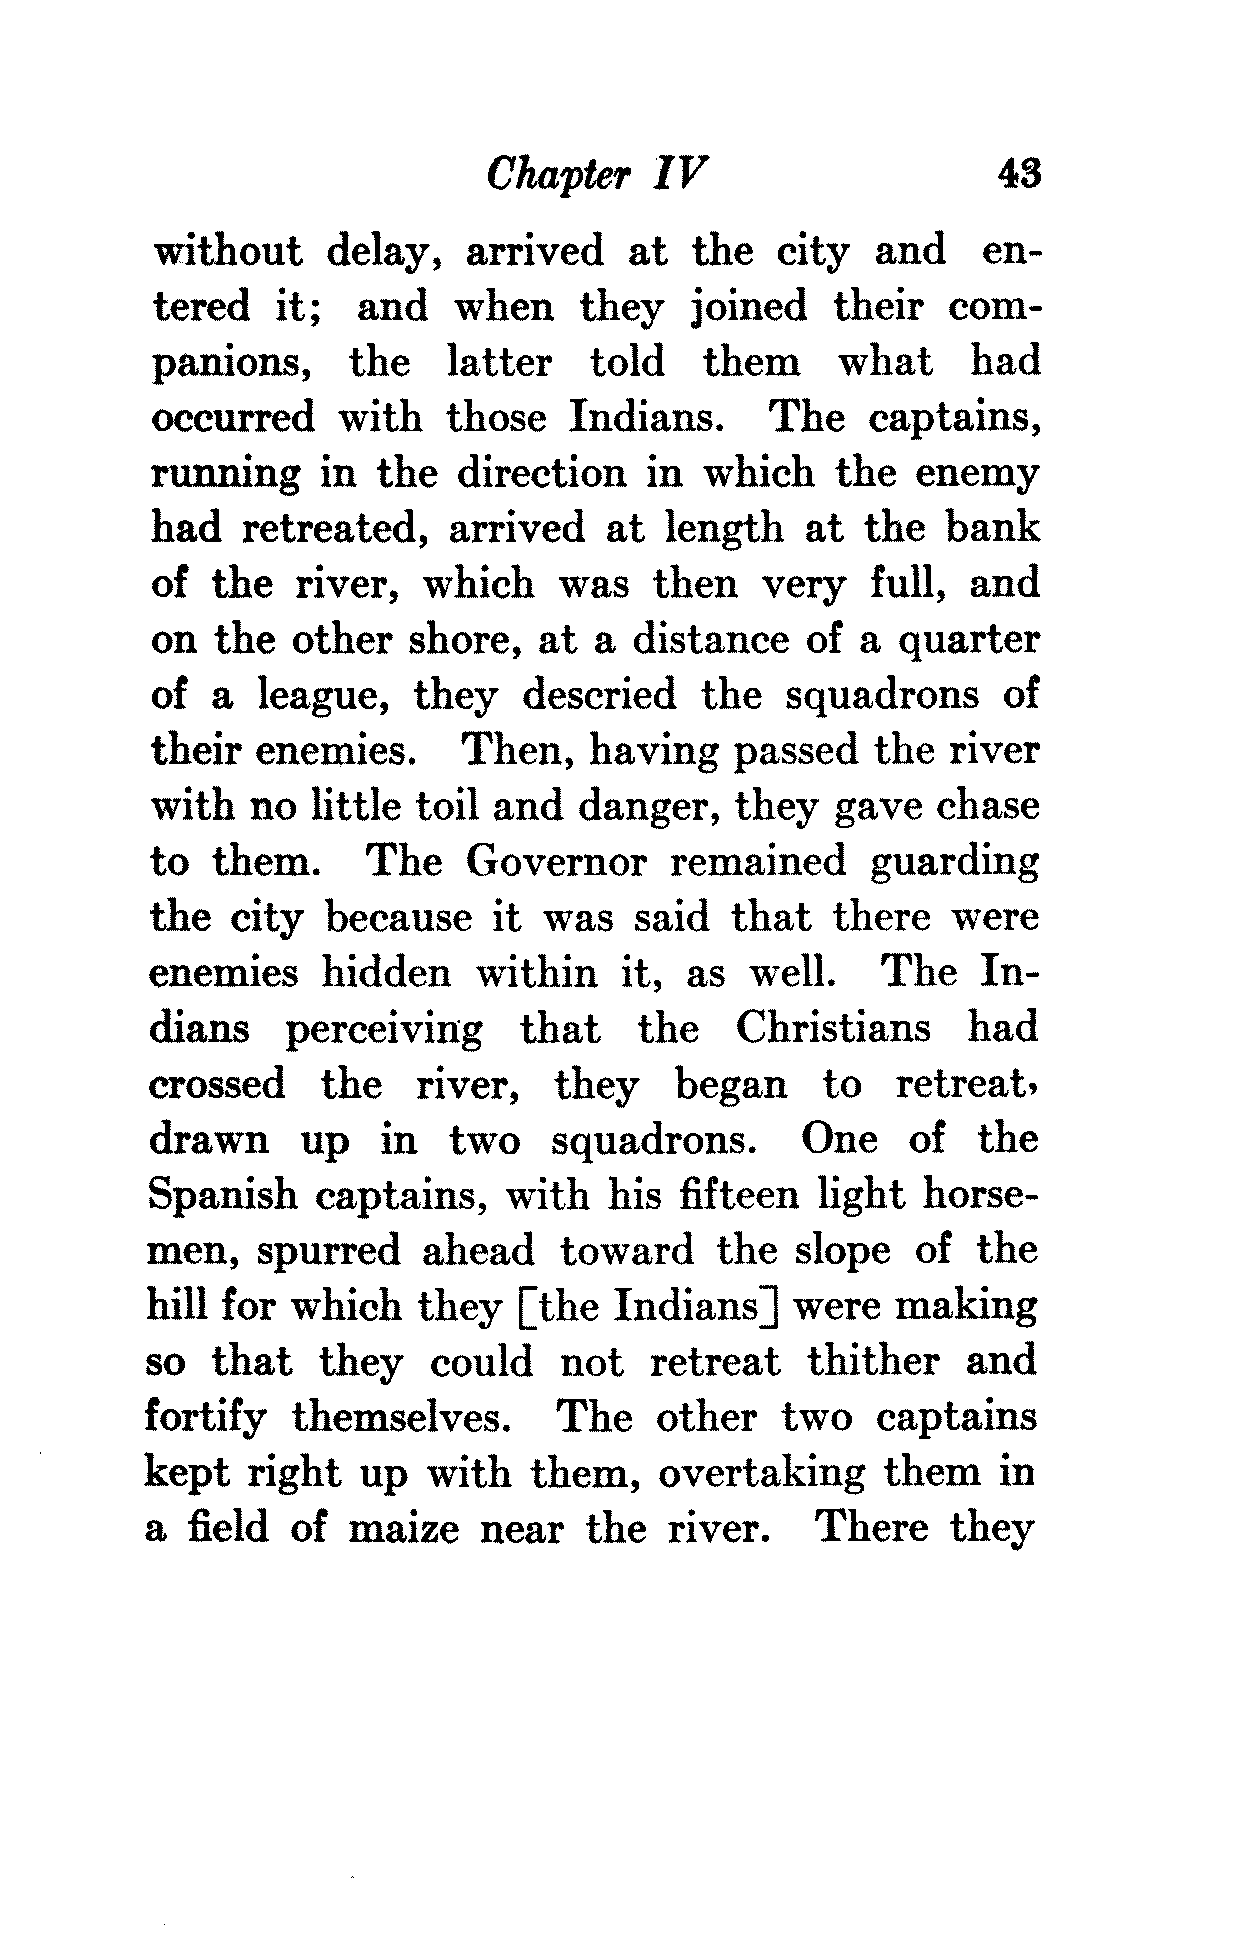 Chapter IV 43
without delay, arrived at the city and en-
tered it; and when they joined their com-
panions, the latter told them what had
occurred with those Indians. The captains,
running in the direction in which the enemy
had retreated, arrived at length at the bank
of the river, which was then very full, and
on the other shore, at a distance of a quarter
of a league, they descried the squadrons of
their enemies. Then, having passed the river
with no little toil and danger, they gave chase
to them. The Governor remained guarding
the city because it was said that there were
enemies hidden within it, as well. The In-
dians perceiving that the Christians had
crossed the river, they began to retreat,
drawn up in two squadrons. One of the
Spanish captains, with his fifteen light horse-
men, spurred ahead toward the slope of the
hill for which they [the Indians] were making
so that they could not retreat thither and
fortify themselves. The other two captains
kept right up with them, overtaking them in
a field of maize near the river. There they